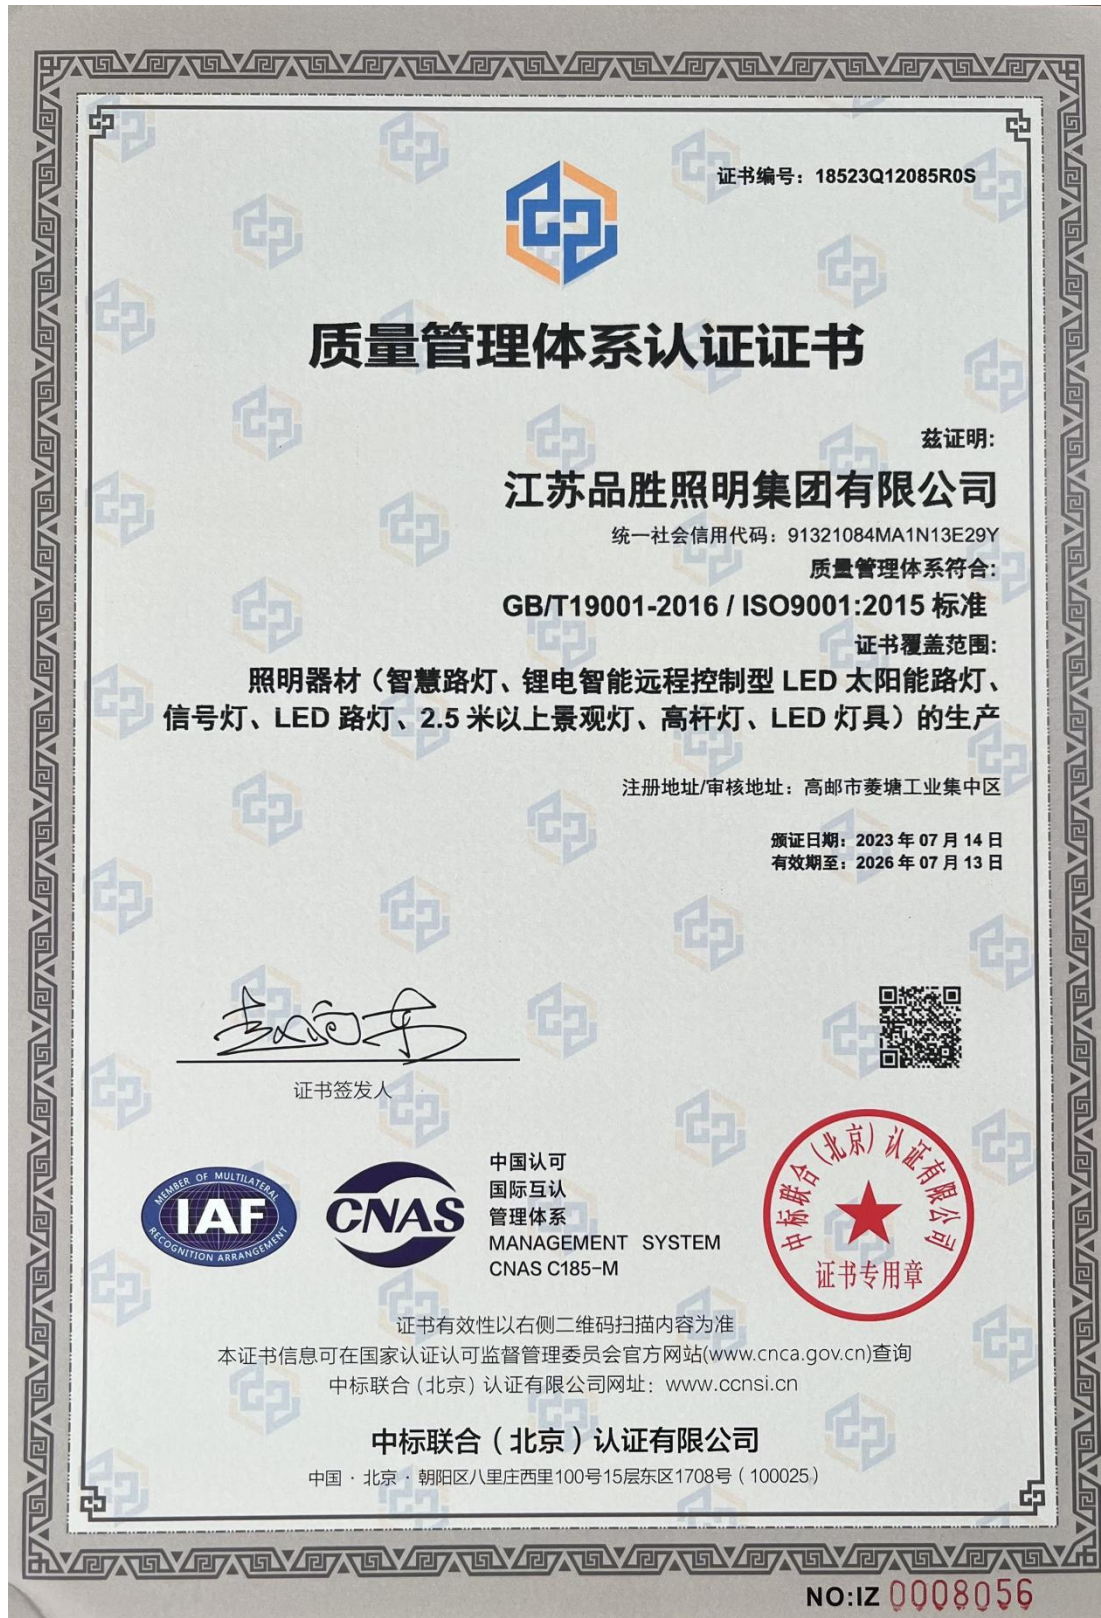 证书编号：18523Q12085R0S
质量管理体系认证证书
兹证明:
江苏品胜照明集团有限公司
统一社会信用代码：91321084MA1N13E29Y
质量管理体系符合:
GB/T19001-2016 / ISO9001:2015 标准
证书覆盖范围:
照明器材（智慧路灯、锂电智能远程控制型 LED 太阳能路灯、
信号灯、LED 路灯、2.5 米以上景观灯、高杆灯、LED 灯具）的生产
注册地址/审核地址：高邮市菱塘工业集中区
颁证日期：2023 年 07 月 14 日
有效期至：2026 年 07 月 13 日
证书签发人
MEMBER OF MULTILATERAL
IAF
RECOGNITION ARRANGEMENT
CNAS
中国认可
国际互认
管理体系
MANAGEMENT SYSTEM
CNAS C185-M
中标联合（北京）认证有限公司
证书专用章
证书有效性以右侧二维码扫描内容为准
本证书信息可在国家认证认可监督管理委员会官方网站(www.cnca.gov.cn)查询
中标联合（北京）认证有限公司网址：www.ccnsi.cn
中标联合（北京）认证有限公司
中国 · 北京 · 朝阳区八里庄西里100号15层东区1708号（100025）
NO:IZ 0008056